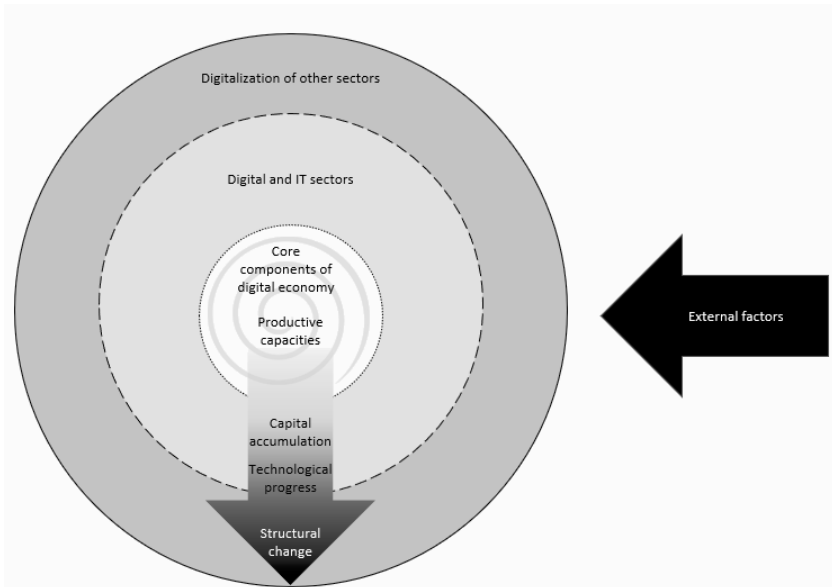 Digitalization of other sectors
Digital and IT sectors
Core
components of
digital economy
Productive
capacities
External factors
Capital
accumulation
Technological
progress
Structural
change